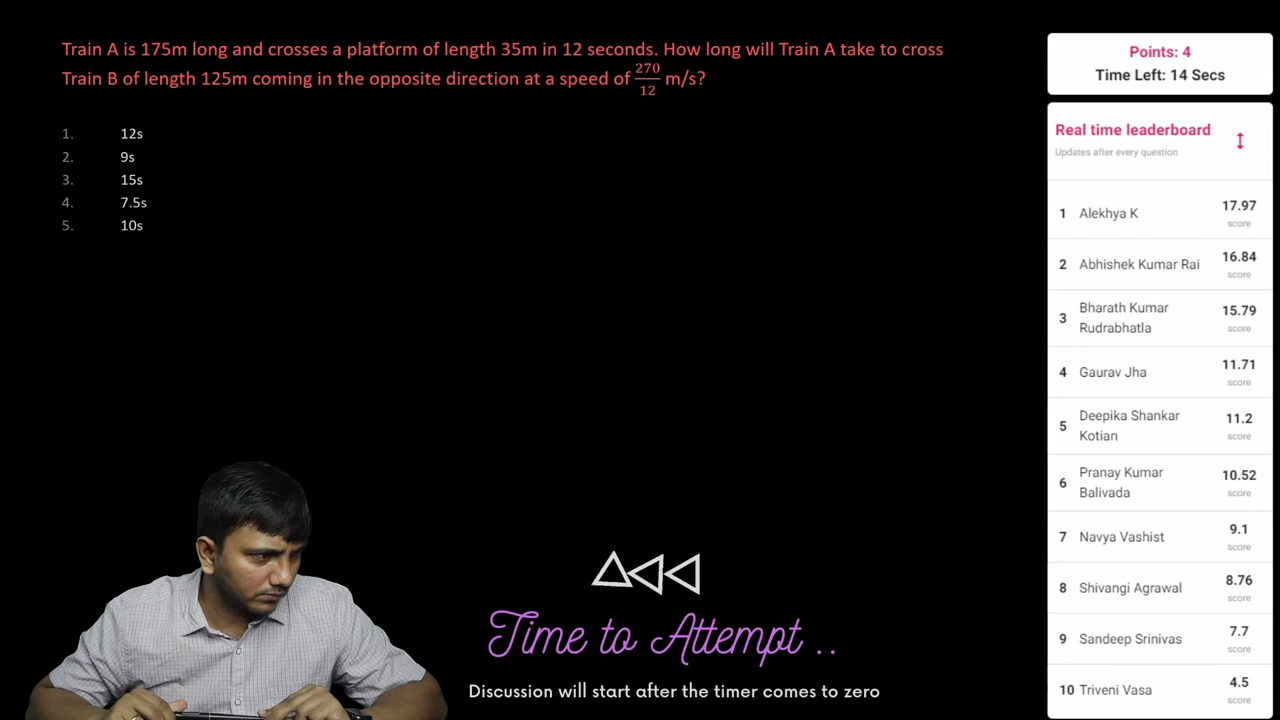 Train A is 175m long and crosses a platform of length 35m in 12 seconds. How long will Train A take to cross
Train B of length 125m coming in the opposite direction at a speed of 270/12 m/s?
1. 12s
2. 9s
3. 15s
4. 7.5s
5. 10s
Time to Attempt ..
Discussion will start after the timer comes to zero
Points: 4
Time Left: 14 Secs
Real time leaderboard
Updates after every question
1 Alekhya K 17.97
score
2 Abhishek Kumar Rai 16.84
score
3 Bharath Kumar
Rudrabhatla 15.79
score
4 Gaurav Jha 11.71
score
5 Deepika Shankar
Kotian 11.2
score
6 Pranay Kumar
Balivada 10.52
score
7 Navya Vashist 9.1
score
8 Shivangi Agrawal 8.76
score
9 Sandeep Srinivas 7.7
score
10 Triveni Vasa 4.5
score